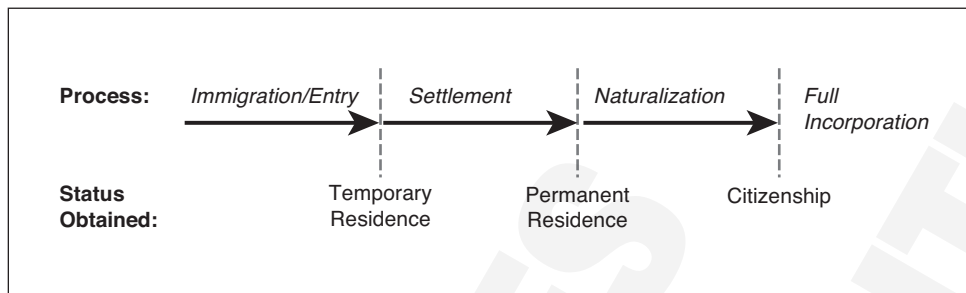 Process: Immigration/Entry Settlement Naturalization Full
Incorporation
Status Temporary Permanent Citizenship
Obtained: Residence Residence